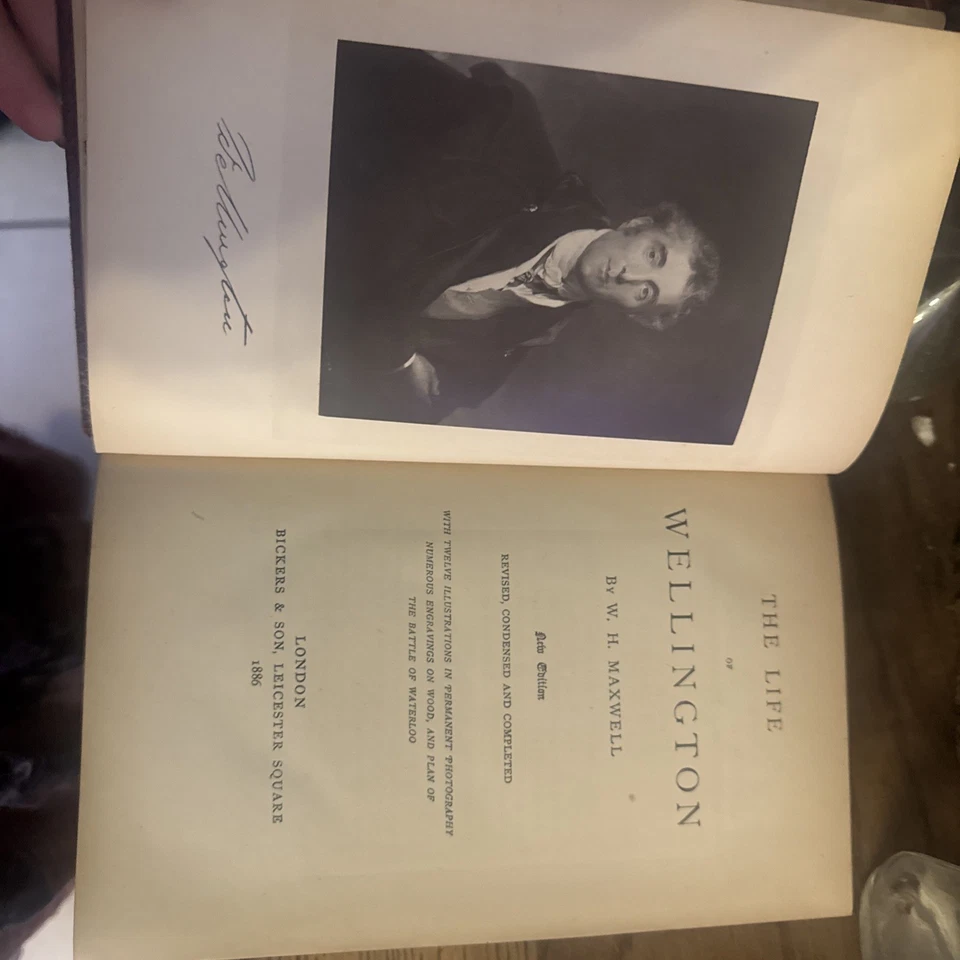 Wellington
THE LIFE
OF
WELLINGTON
BY W. H. MAXWELL
New Edition
REVISED, CONDENSED AND COMPLETED
WITH TWELVE ILLUSTRATIONS IN PERMANENT PHOTOGRAPHY
NUMEROUS ENGRAVINGS ON WOOD, AND PLAN OF
THE BATTLE OF WATERLOO
LONDON
BICKERS & SON, LEICESTER SQUARE
1886